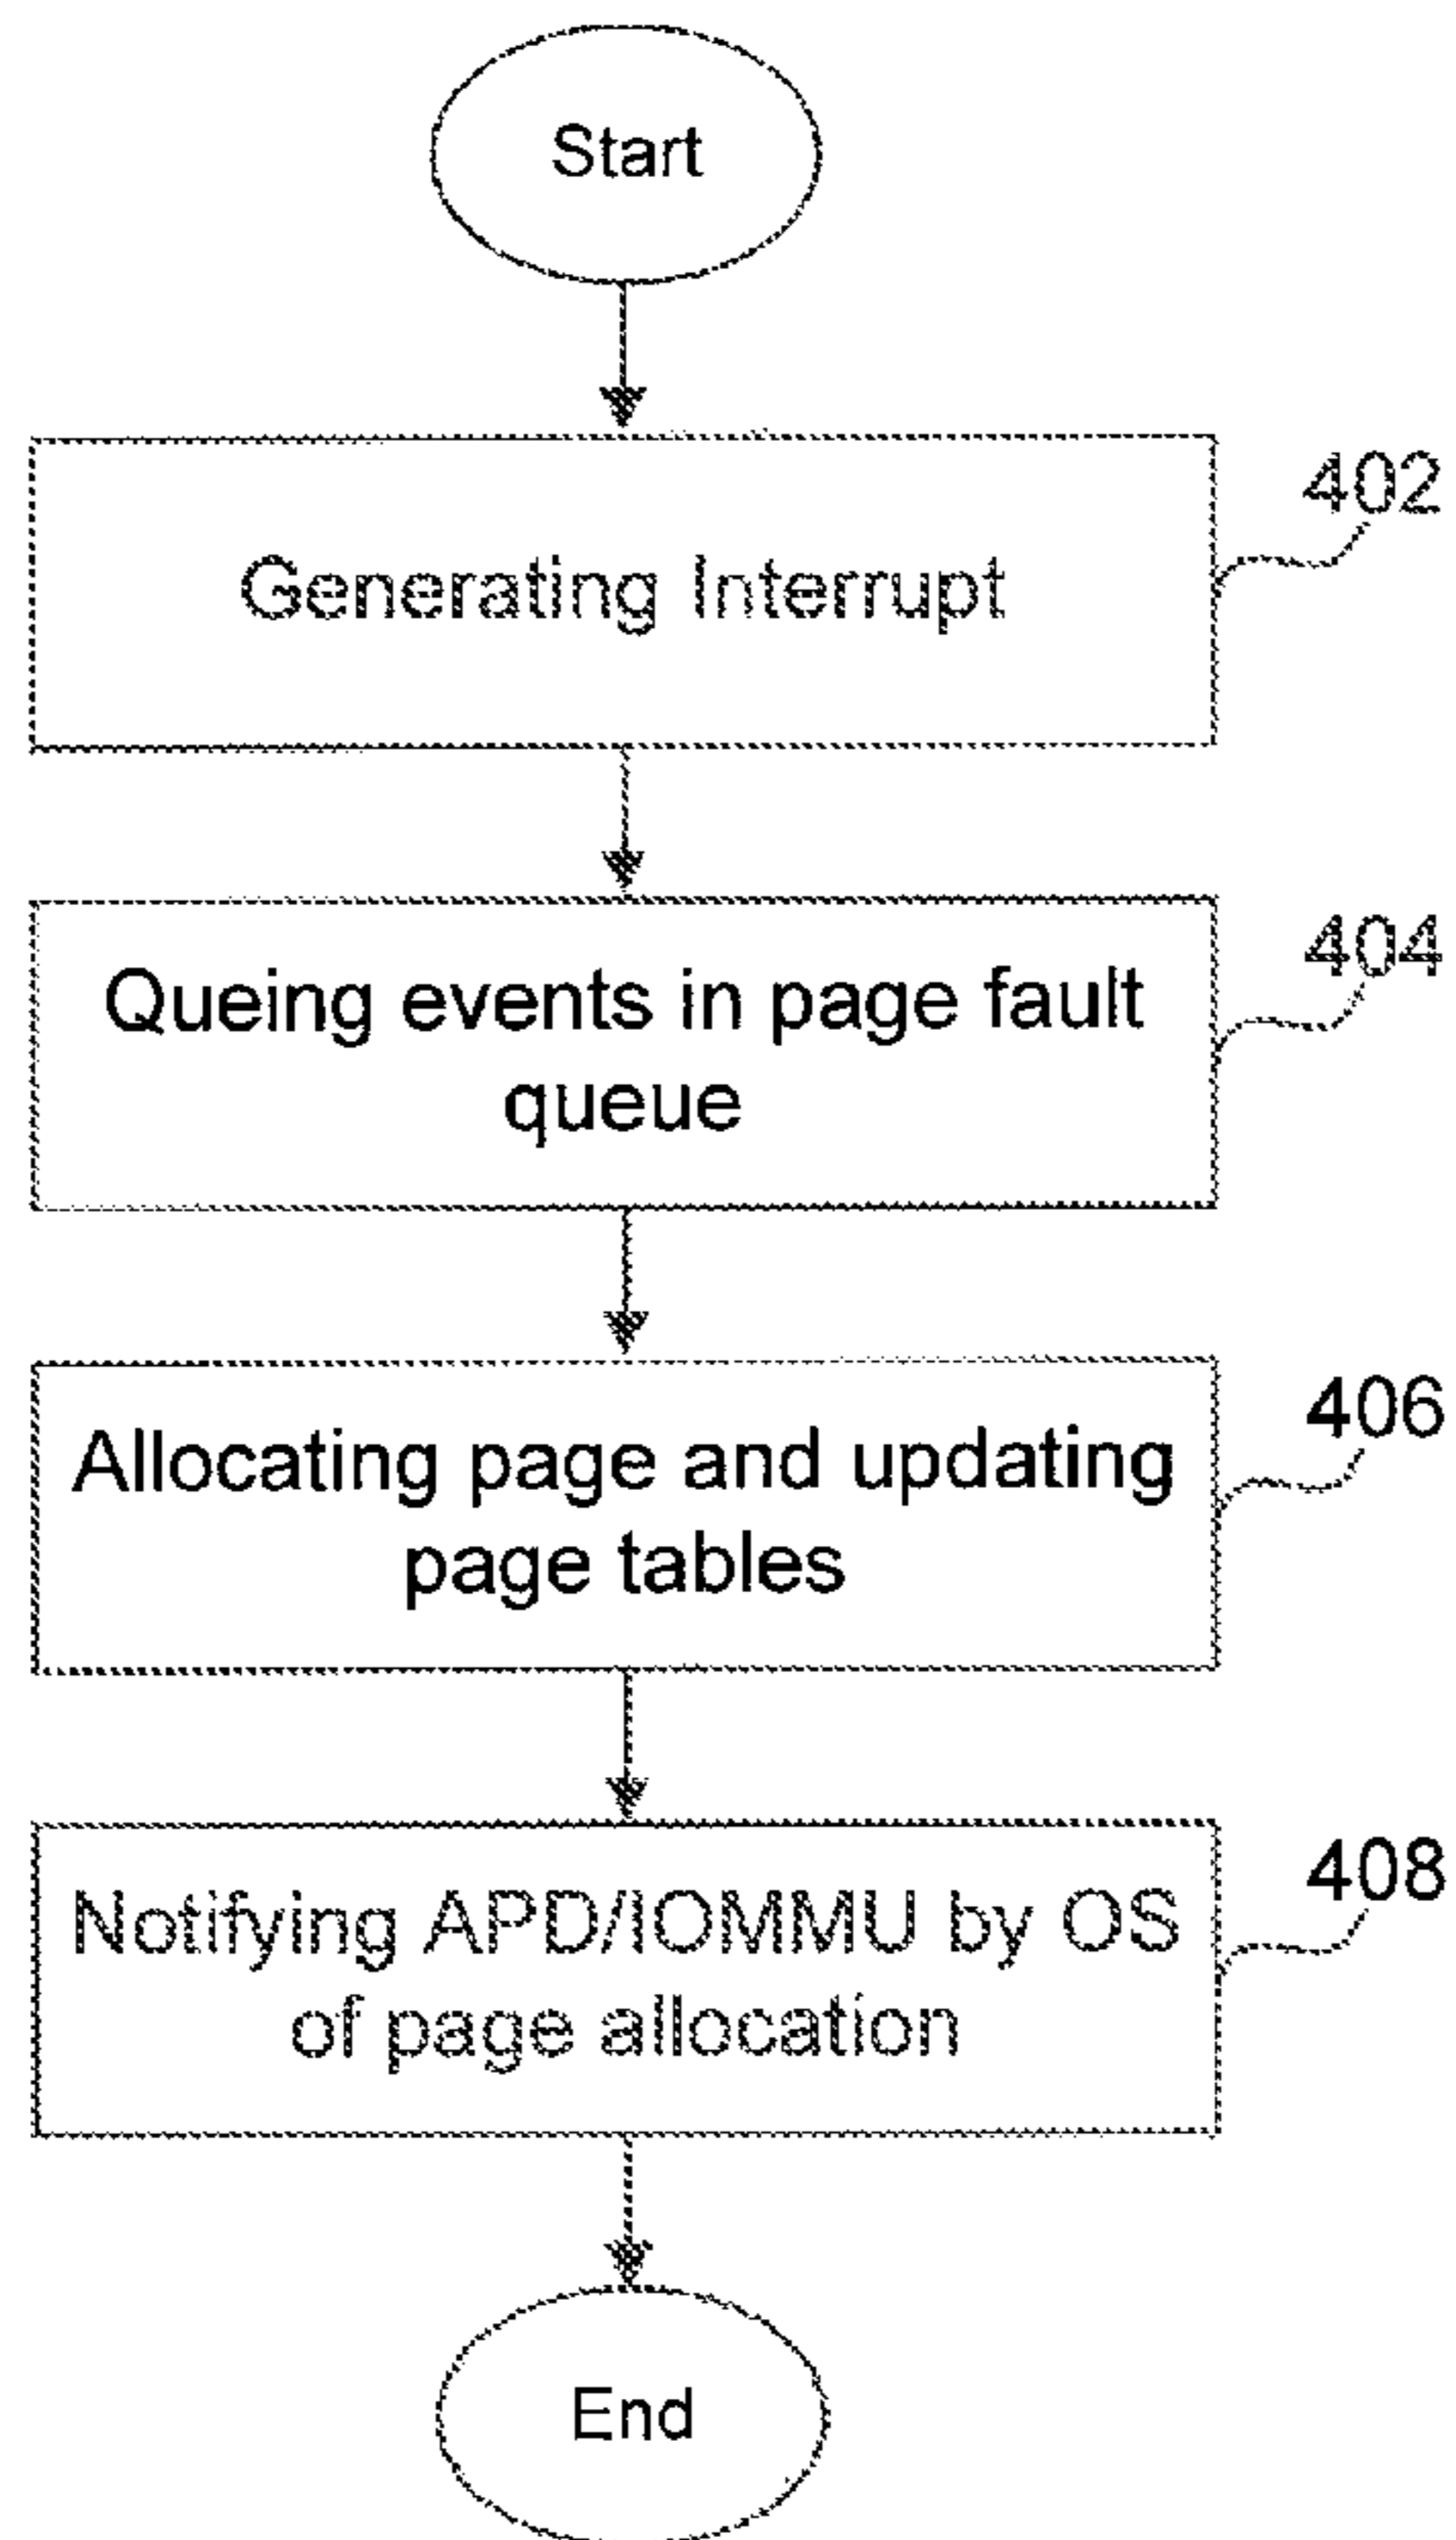 Start
Generating Interrupt
402
Queing events in page fault
queue
404
Allocating page and updating
page tables
406
Notifying APD/IOMMU by OS
of page allocation
408
End